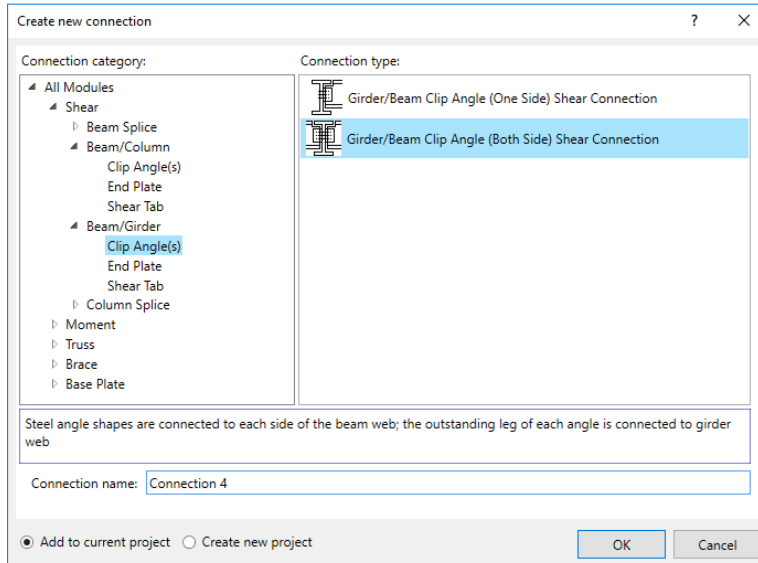 Create new connection
?
Connection category:
Connection type:
All Modules
Shear
Beam Splice
Beam/Column
Clip Angle(s)
End Plate
Shear Tab
Beam/Girder
Clip Angle(s)
End Plate
Shear Tab
Column Splice
Moment
Truss
Brace
Base Plate
Girder/Beam Clip Angle (One Side) Shear Connection
Girder/Beam Clip Angle (Both Side) Shear Connection
Steel angle shapes are connected to each side of the beam web; the outstanding leg of each angle is connected to girder
web
Connection name: Connection 4
Add to current project
Create new project
OK
Cancel